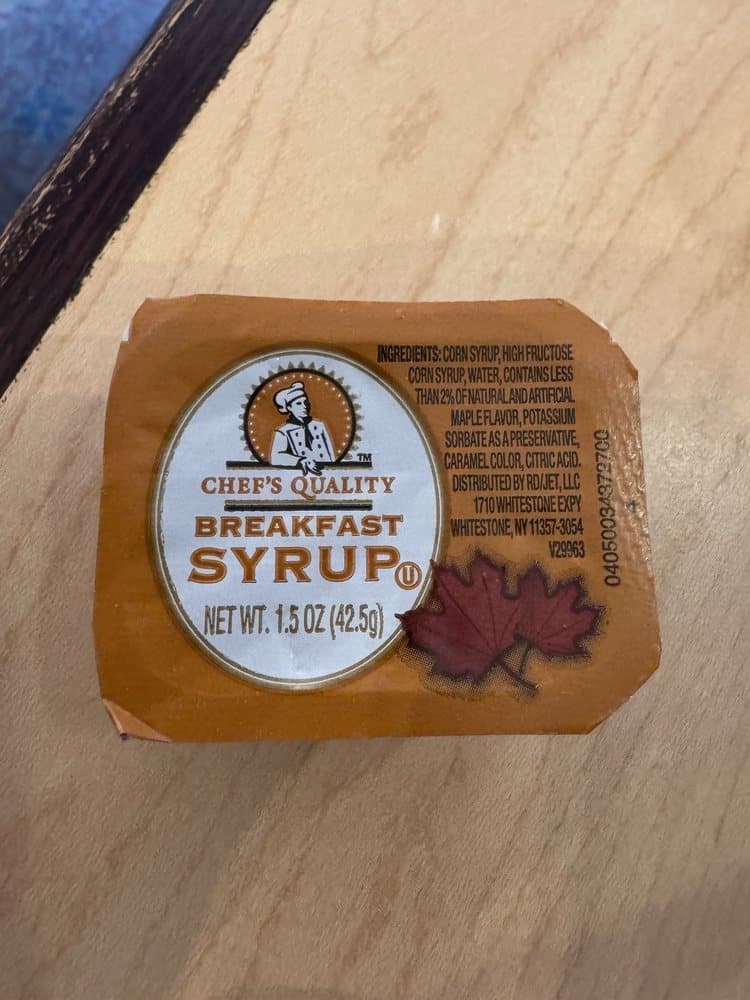 CHEF'S QUALITY
TM
BREAKFAST
SYRUP
U
NET WT. 1.5 OZ (42.5g)
INGREDIENTS: CORN SYRUP, HIGH FRUCTOSE
CORN SYRUP, WATER, CONTAINS LESS
THAN 2% OF NATURAL AND ARTIFICIAL
MAPLE FLAVOR, POTASSIUM
SORBATE AS A PRESERVATIVE,
CARAMEL COLOR, CITRIC ACID.
DISTRIBUTED BY RD/JET, LLC
1710 WHITESTONE EXPY
WHITESTONE, NY 11357-3054
V29963